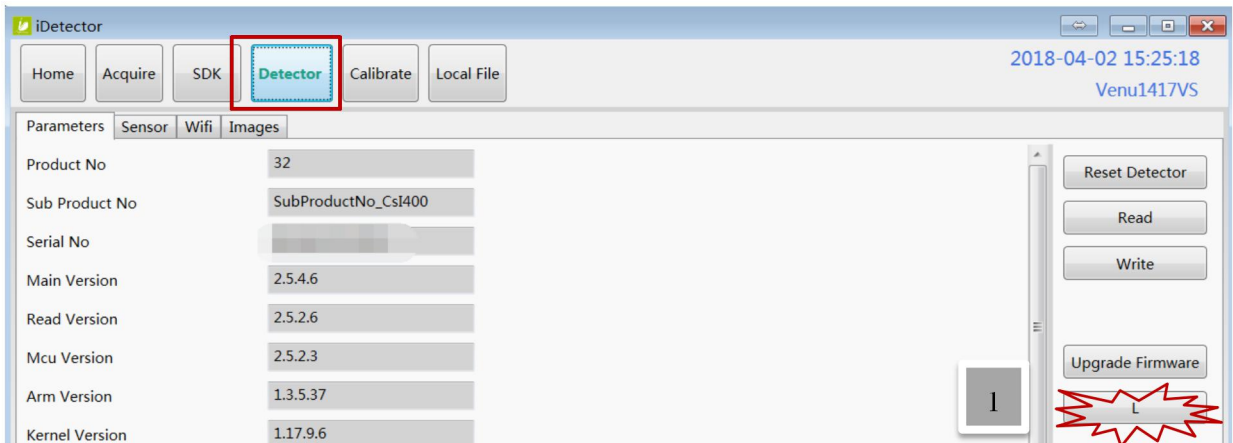 iDetector
Home Acquire SDK Detector Calibrate Local File
2018-04-02 15:25:18
Venu1417VS
Parameters Sensor Wifi Images
Product No 32
Reset Detector
Sub Product No SubProductNo_CsI400
Read
Serial No
Write
Main Version 2.5.4.6
Read Version 2.5.2.6
Mcu Version 2.5.2.3
Upgrade Firmware
Arm Version 1.3.5.37
1
L
Kernel Version 1.17.9.6